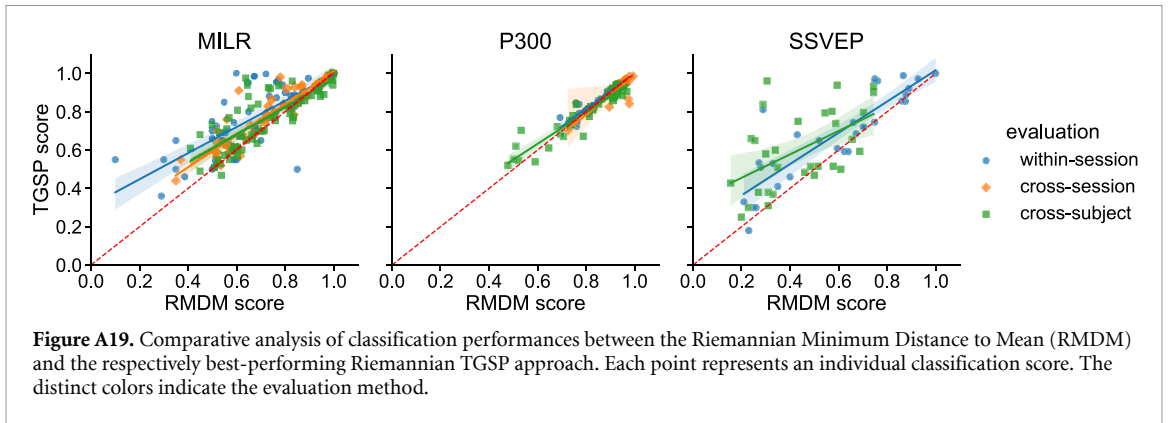 MILR P300 SSVEP
TGSP score
1.0
0.8
0.6
0.4
0.2
0.0
0.0 0.2 0.4 0.6 0.8 1.0
RMDM score
0.0 0.2 0.4 0.6 0.8 1.0
RMDM score
0.0 0.2 0.4 0.6 0.8 1.0
RMDM score
evaluation
within-session
cross-session
cross-subject
Figure A19. Comparative analysis of classification performances between the Riemannian Minimum Distance to Mean (RMDM)
and the respectively best-performing Riemannian TGSP approach. Each point represents an individual classification score. The
distinct colors indicate the evaluation method.